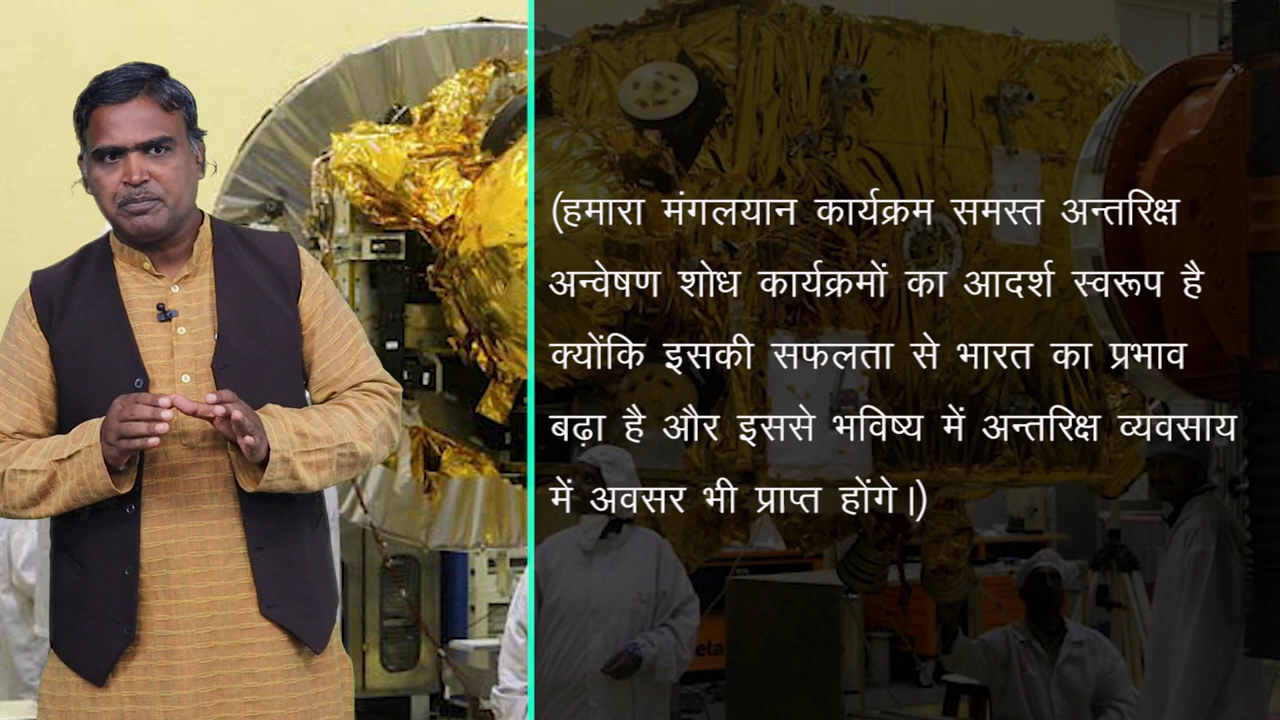 (हमारा मंगलयान कार्यक्रम समस्त अन्तरिक्ष
अन्वेषण शोध कार्यक्रमों का आदर्श स्वरूप है
क्योंकि इसकी सफलता से भारत का प्रभाव
बढ़ा है और इससे भविष्य में अन्तरिक्ष व्यवसाय
में अवसर भी प्राप्त होंगे।)